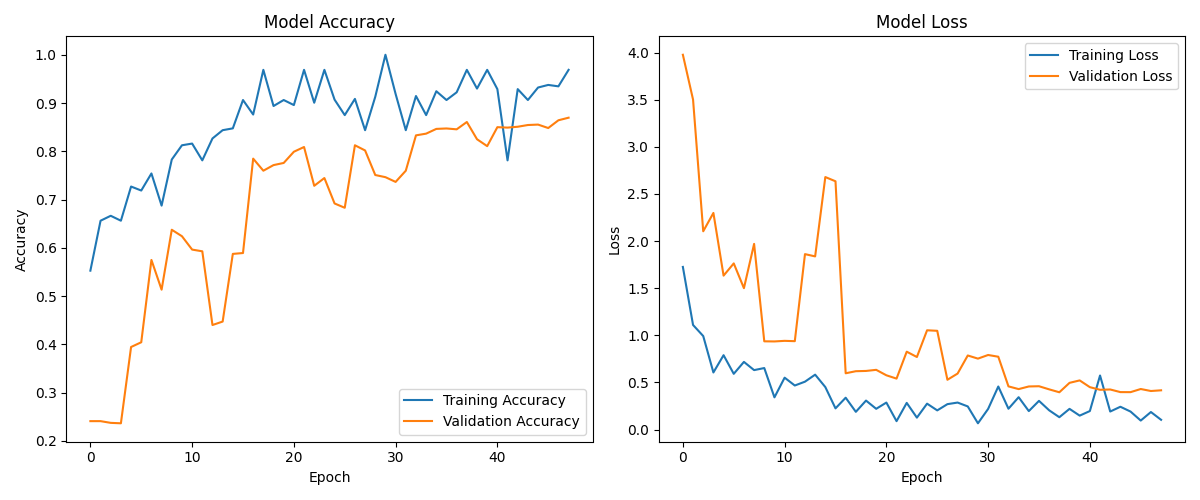 Model Accuracy
Accuracy
1.0
0.9
0.8
0.7
0.6
0.5
0.4
0.3
0.2
0
10
20
30
40
Epoch
Training Accuracy
Validation Accuracy
Model Loss
Loss
4.0
3.5
3.0
2.5
2.0
1.5
1.0
0.5
0.0
0
10
20
30
40
Epoch
Training Loss
Validation Loss